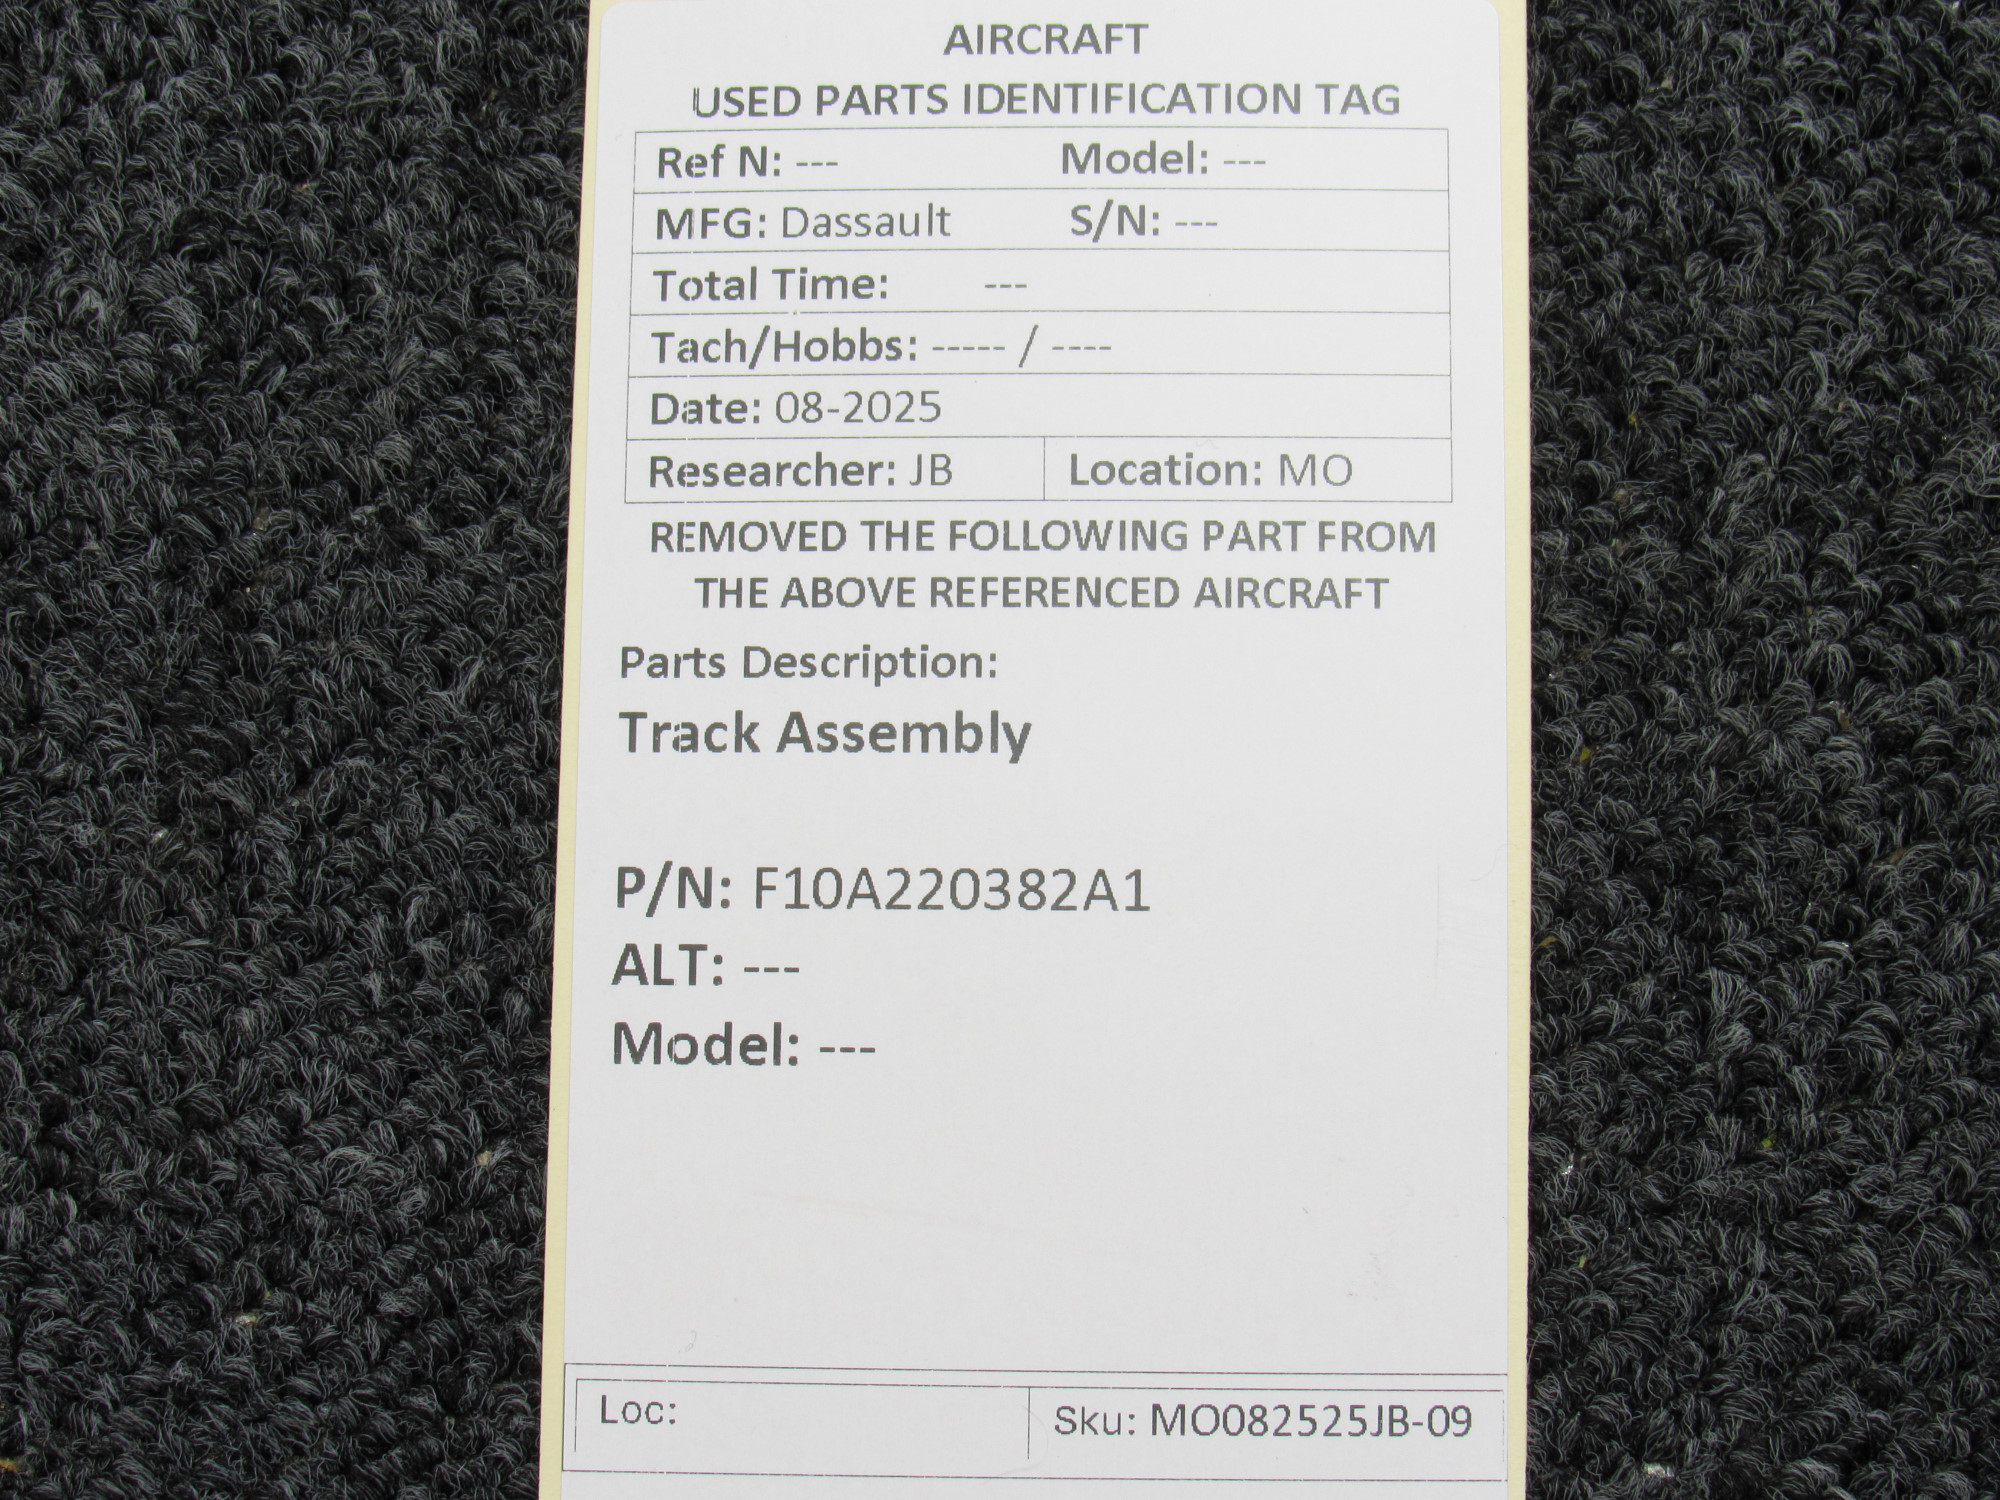 AIRCRAFT
USED PARTS IDENTIFICATION TAG
Ref N: --- Model: ---
MFG: Dassault S/N: ---
Total Time: ---
Tach/Hobbs: ----- / ----
Date: 08-2025
Researcher: JB Location: MO
REMOVED THE FOLLOWING PART FROM
THE ABOVE REFERENCED AIRCRAFT
Parts Description:
Track Assembly
P/N: F10A220382A1
ALT: ---
Model: ---
Loc: Sku: MO082525JB-09